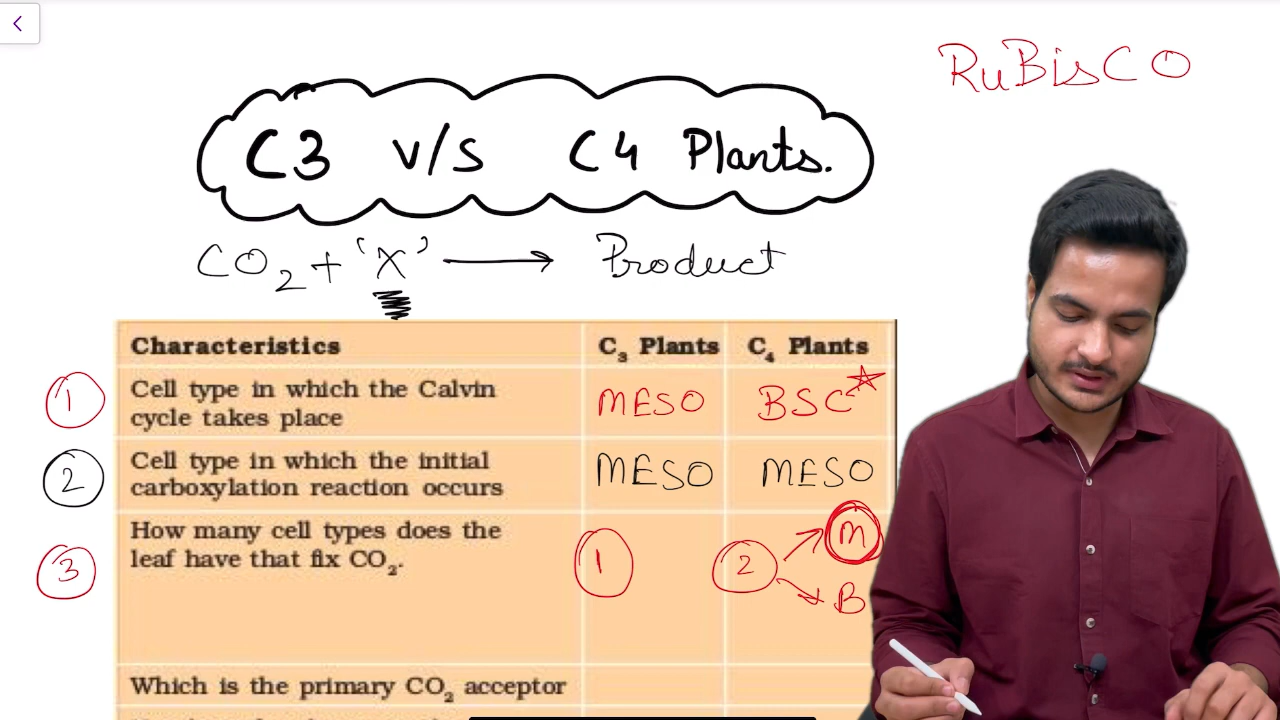 RuBisCO
C3 v/s C4 Plants.
CO₂ + 'X' ⟶ Product
Characteristics C₃ Plants C₄ Plants
1 Cell type in which the Calvin cycle takes place MESO BSC ☆
2 Cell type in which the initial carboxylation reaction occurs MESO MESO
3 How many cell types does the leaf have that fix CO₂. 1 2 M B
Which is the primary CO₂ acceptor